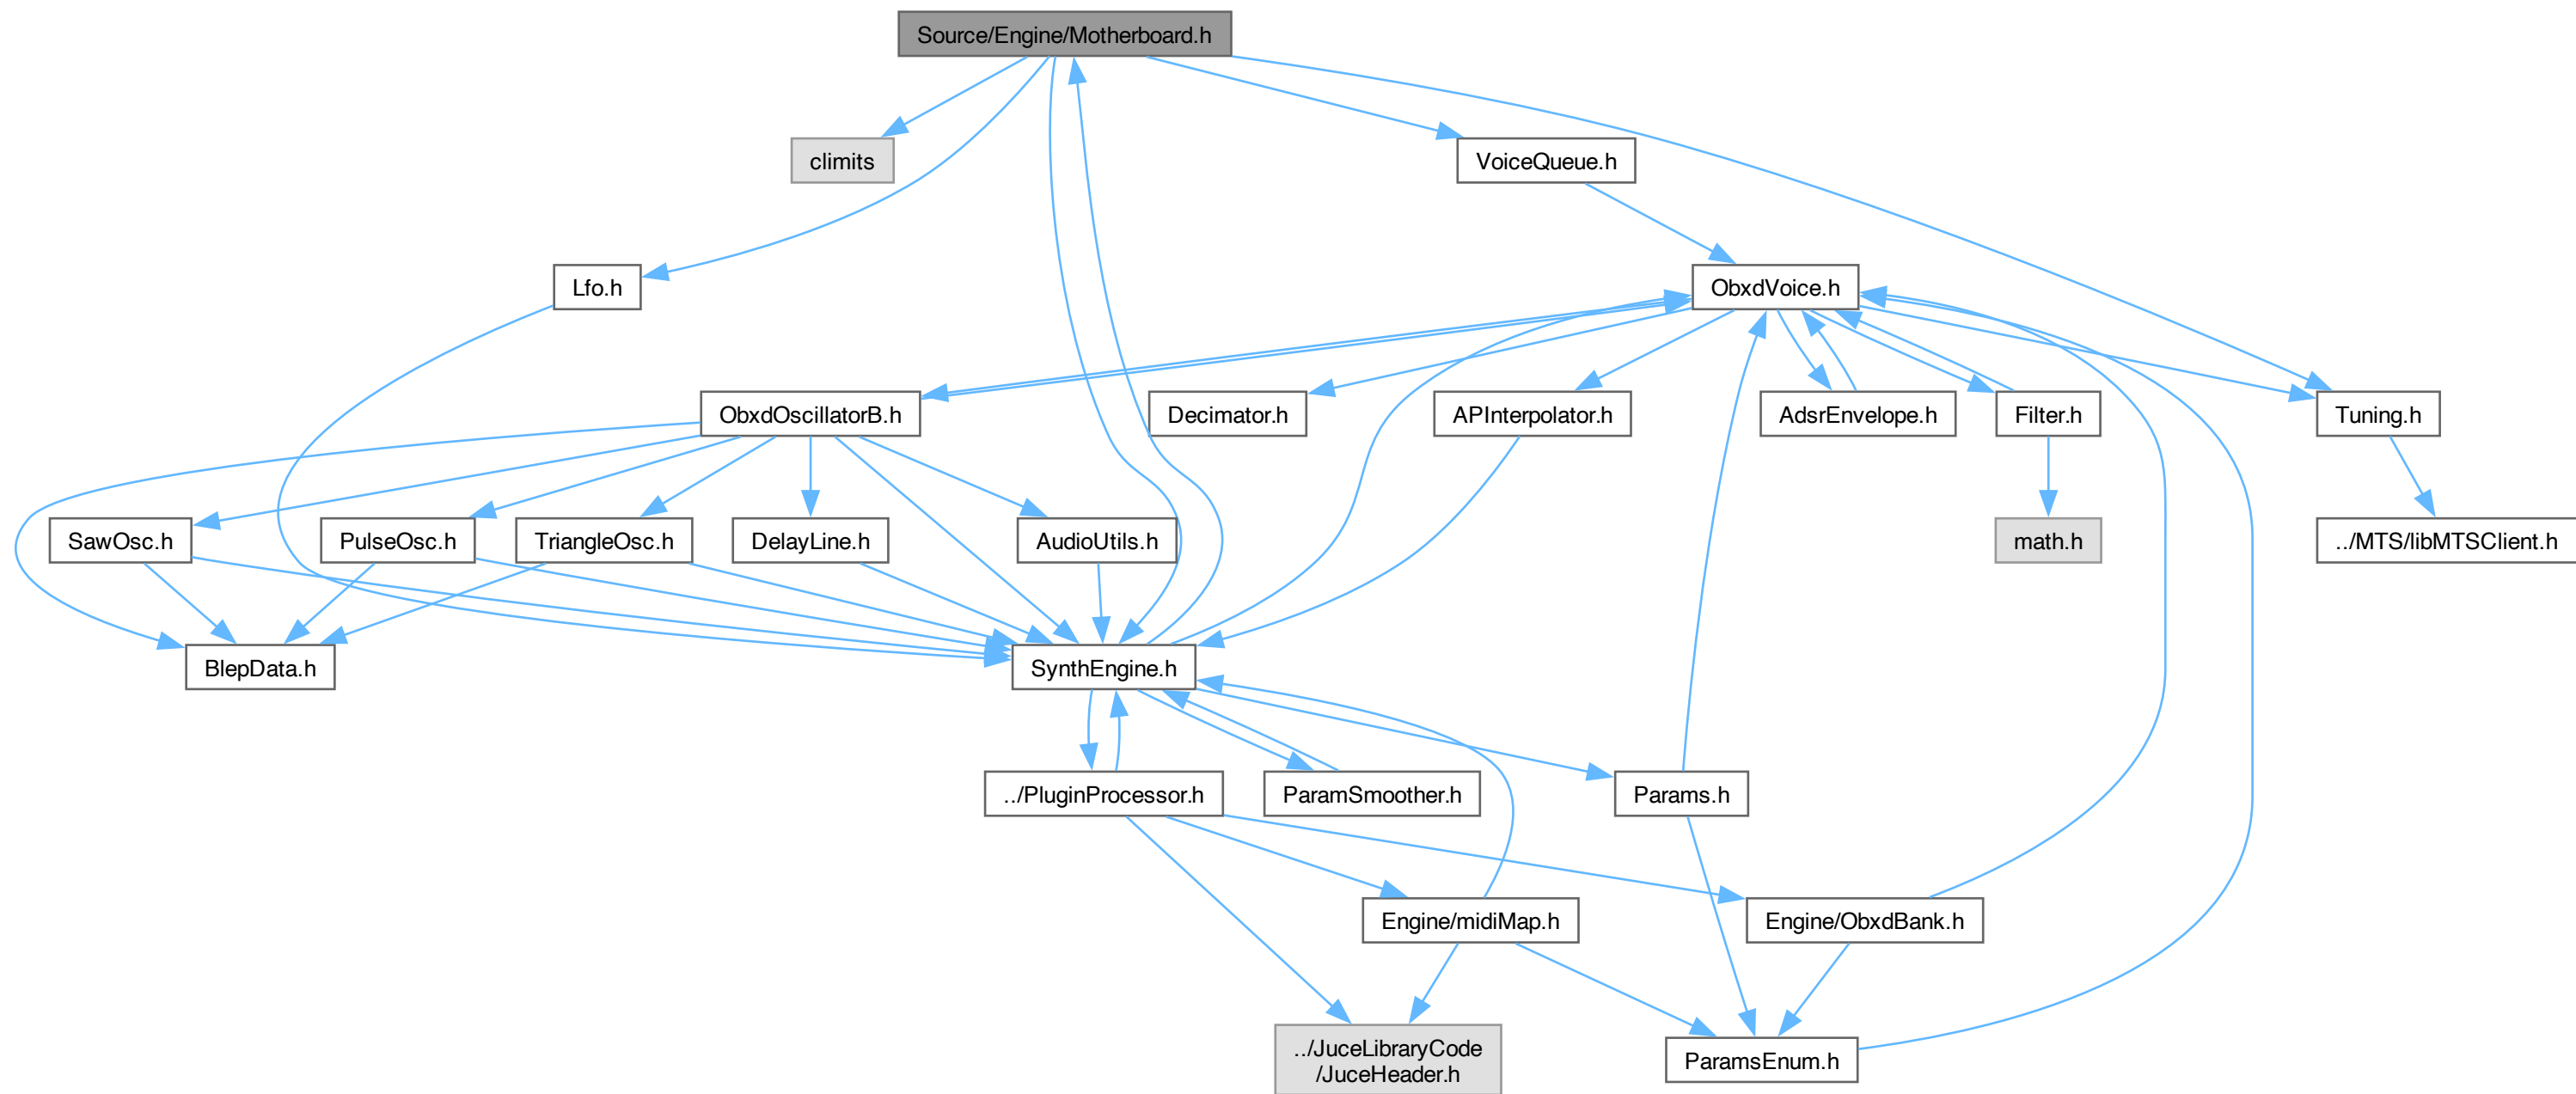 Source/Engine/Motherboard.h
climits
VoiceQueue.h
Lfo.h
ObxdVoice.h
ObxdOscillatorB.h
Decimator.h
APInterpolator.h
AdsrEnvelope.h
Filter.h
Tuning.h
SawOsc.h
PulseOsc.h
TriangleOsc.h
DelayLine.h
AudioUtils.h
math.h
../MTS/libMTSClient.h
BlepData.h
SynthEngine.h
../PluginProcessor.h
ParamSmoother.h
Params.h
Engine/midiMap.h
Engine/ObxdBank.h
../JuceLibraryCode
/JuceHeader.h
ParamsEnum.h